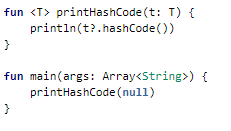 fun <T> printHashCode(t: T) {
    println(t?.hashCode())
}
fun main(args: Array<String>) {
    printHashCode(null)
}